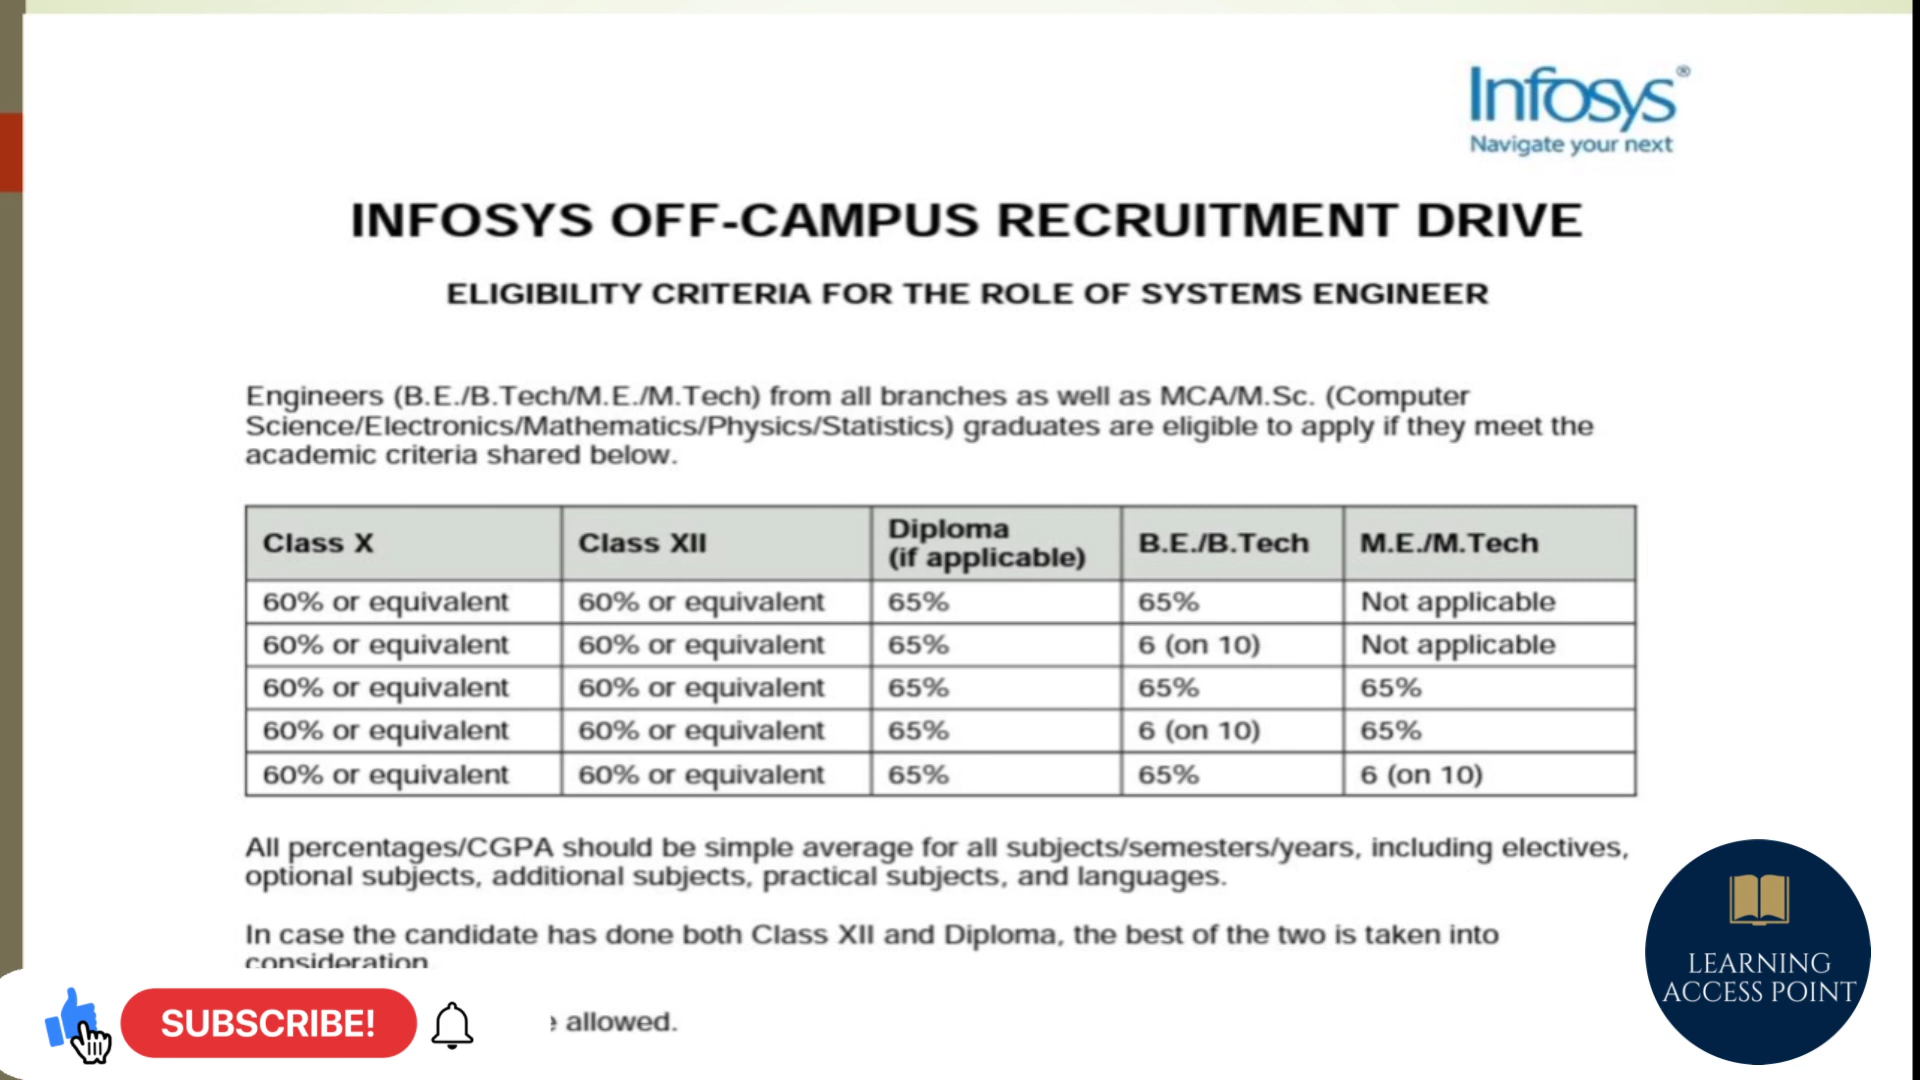 Infosys®
Navigate your next
INFOSYS OFF-CAMPUS RECRUITMENT DRIVE
ELIGIBILITY CRITERIA FOR THE ROLE OF SYSTEMS ENGINEER
Engineers (B.E./B.Tech/M.E./M.Tech) from all branches as well as MCA/M.Sc. (Computer
Science/Electronics/Mathematics/Physics/Statistics) graduates are eligible to apply if they meet the
academic criteria shared below.
Class X Class XII Diploma (if applicable) B.E./B.Tech M.E./M.Tech
60% or equivalent 60% or equivalent 65% 65% Not applicable
60% or equivalent 60% or equivalent 65% 6 (on 10) Not applicable
60% or equivalent 60% or equivalent 65% 65% 65%
60% or equivalent 60% or equivalent 65% 6 (on 10) 65%
60% or equivalent 60% or equivalent 65% 65% 6 (on 10)
All percentages/CGPA should be simple average for all subjects/semesters/years, including electives,
optional subjects, additional subjects, practical subjects, and languages.
In case the candidate has done both Class XII and Diploma, the best of the two is taken into
consideration.
allowed.
SUBSCRIBE!
LEARNING
ACCESS POINT